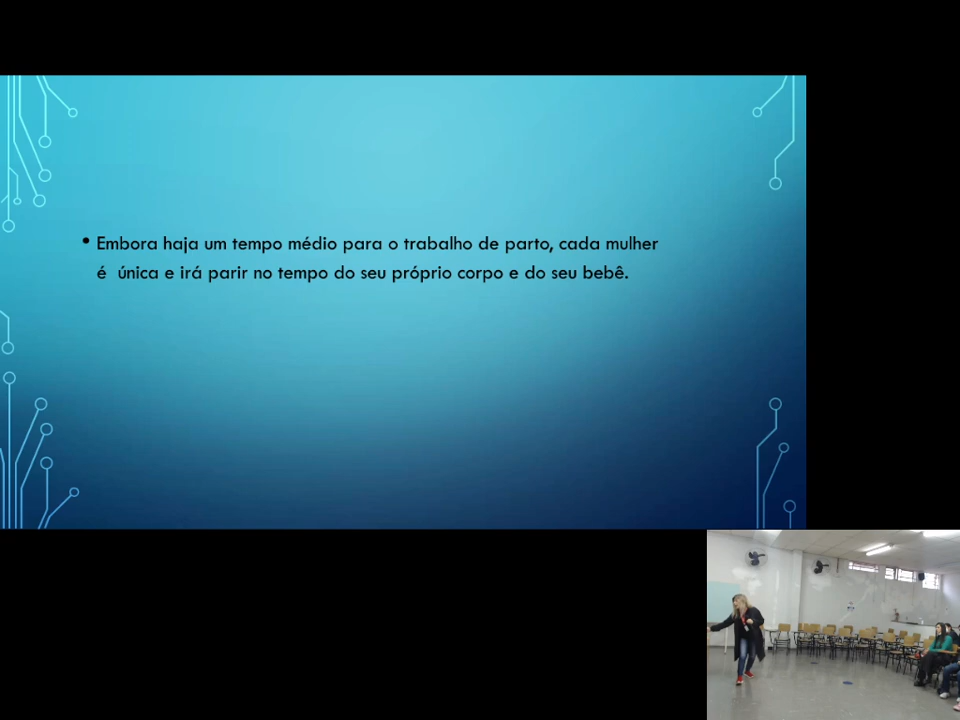 • Embora haja um tempo médio para o trabalho de parto, cada mulher
é única e irá parir no tempo do seu próprio corpo e do seu bebê.